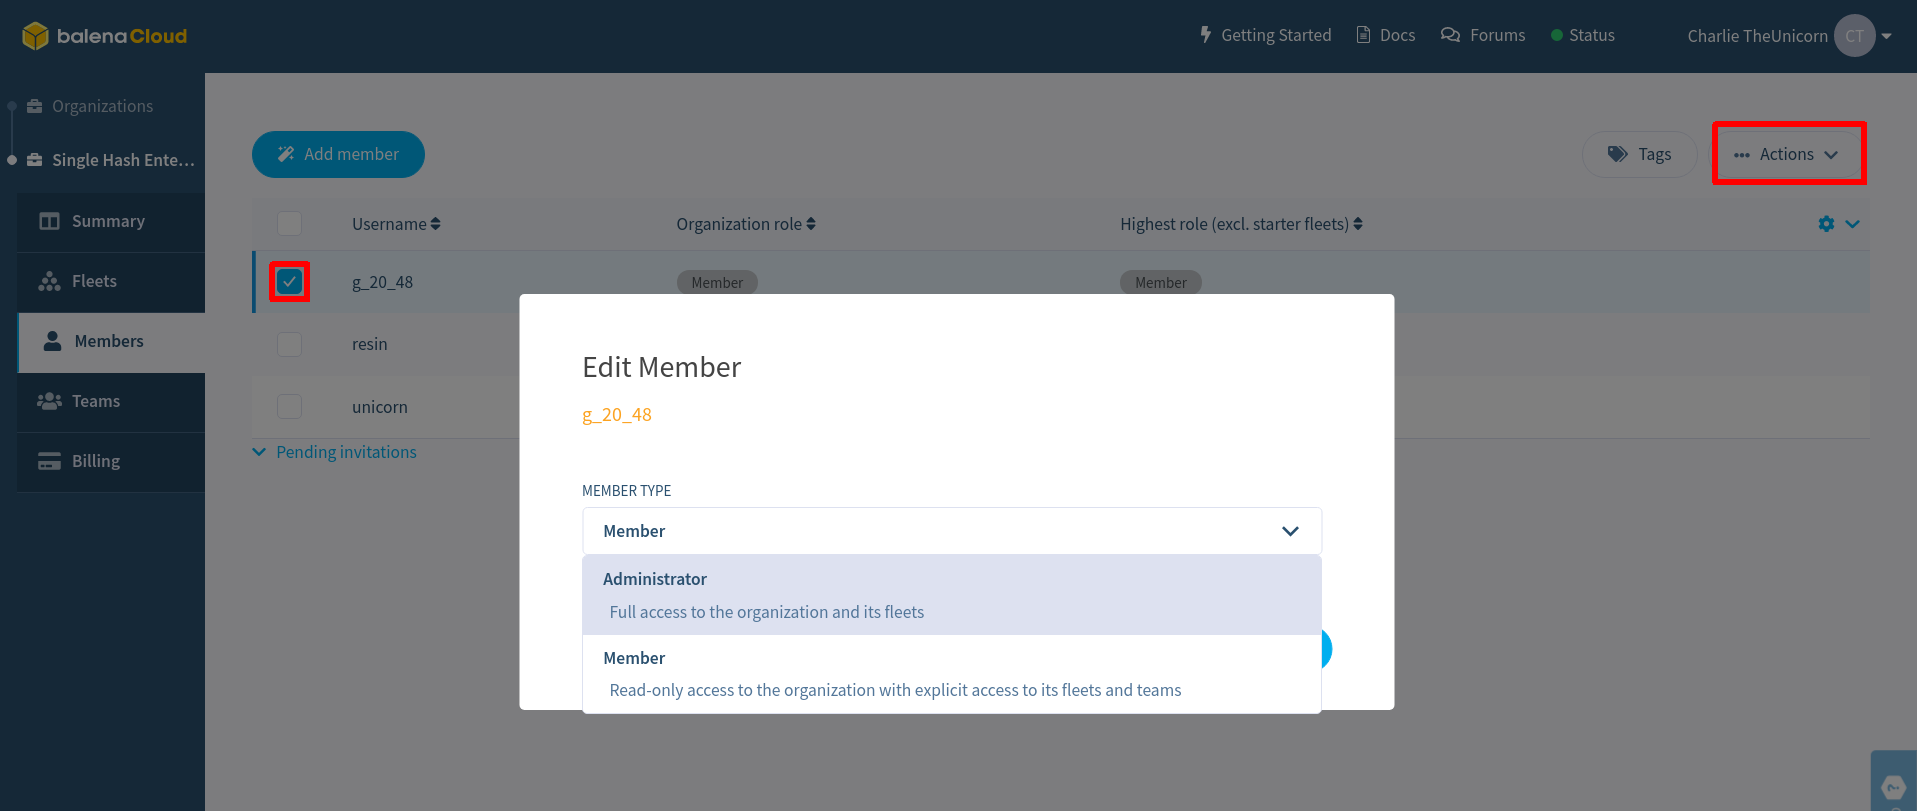 balenaCloud
Getting Started
Docs
Forums
Status
Charlie TheUnicorn
CT
Organizations
Single Hash Ente...
Summary
Fleets
Members
Teams
Billing
Add member
Tags
Actions
Username
Organization role
Highest role (excl. starter fleets)
g_20_48
Member
Member
resin
unicorn
Pending invitations
Edit Member
g_20_48
MEMBER TYPE
Member
Administrator
Full access to the organization and its fleets
Member
Read-only access to the organization with explicit access to its fleets and teams